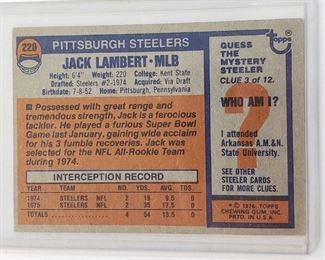 220
PITTSBURGH STEELERS
JACK LAMBERT · MLB
Height: 6'4" Weight: 220 College: Kent State
Drafted: Steelers #2-1974 Acquired: Via Draft
Birthdate: 7-8-52 Home: Pittsburgh, Pennsylvania
Possessed with great range and
tremendous strength, Jack is a ferocious
tackler. He played a furious Super Bowl
Game last January, gaining wide acclaim
for his 3 fumble recoveries. Jack was
selected for the NFL All-Rookie Team
during 1974.
INTERCEPTION RECORD
YEAR TEAM LEA NO. YDS. AVG. TD
1974 STEELERS NFL 2 19 9.5 0
1975 STEELERS NFL 2 35 17.5 0
TOTALS 4 54 13.5 0
Topps
GUESS
THE
MYSTERY
STEELER
CLUE 3 of 12.
WHO AM I?
?
I attended
Arkansas A.M.&N.
State University.
SEE OTHER
STEELER CARDS
FOR MORE CLUES.
© 1976 TOPPS
CHEWING GUM, INC.
PRTD. IN U.S.A.